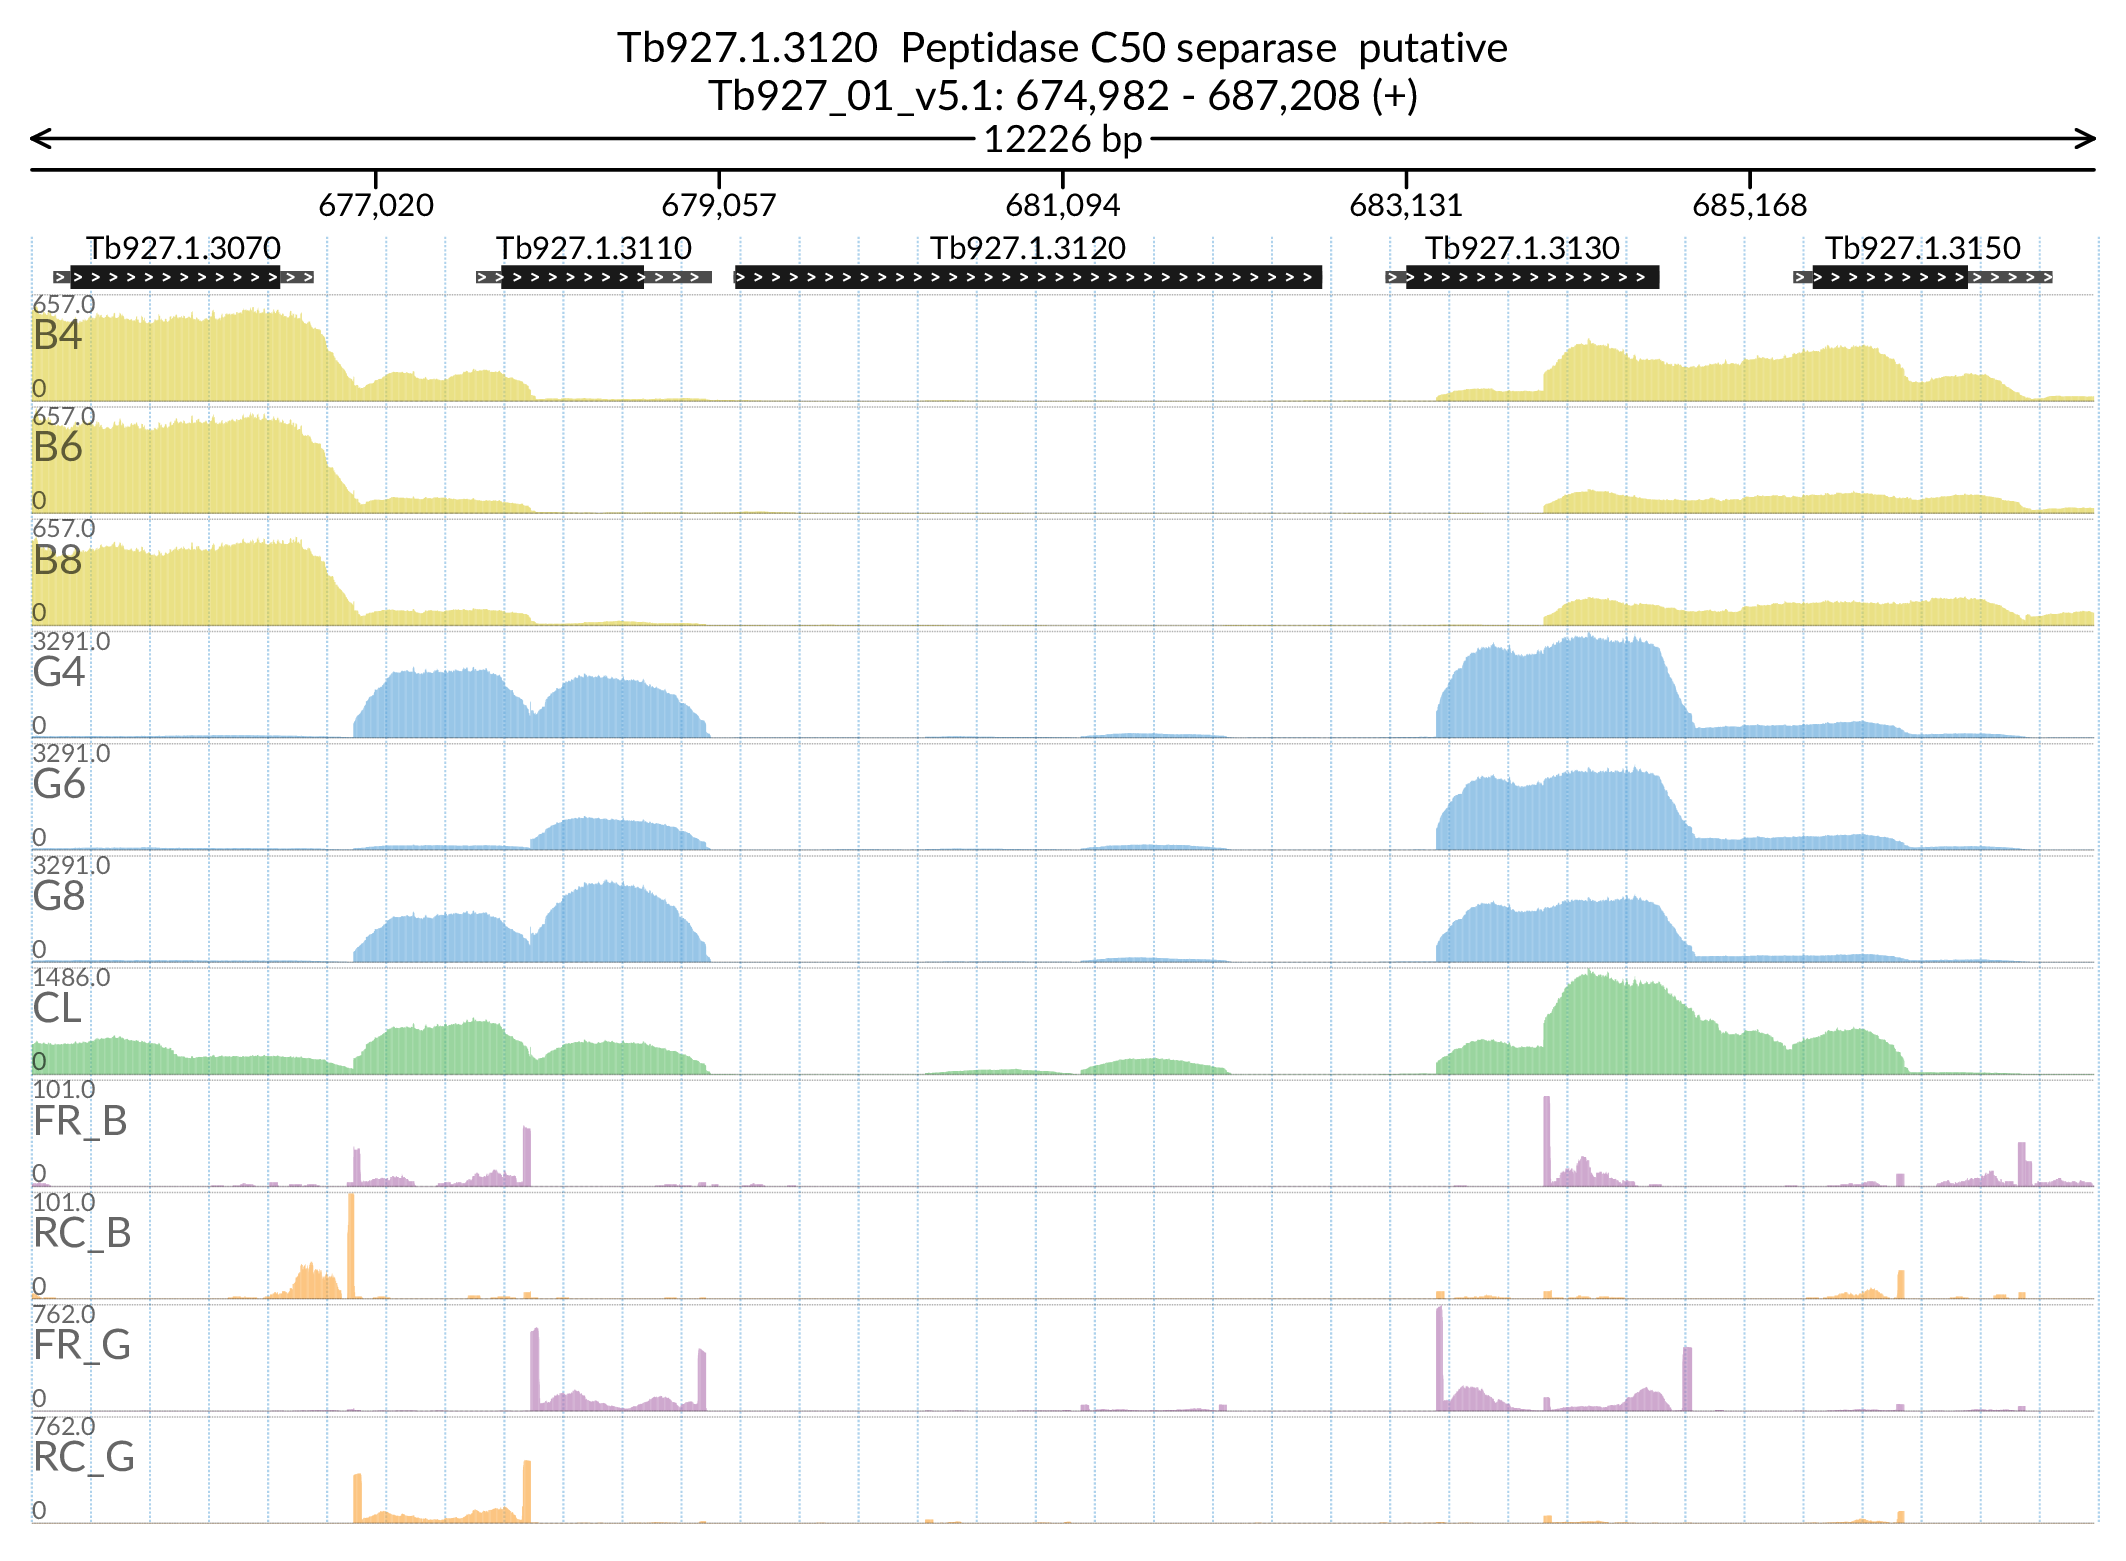 Tb927.1.3120  Peptidase C50 separase  putative
Tb927_01_v5.1: 674,982 - 687,208 (+)
12226 bp
677,020 679,057 681,094 683,131 685,168
Tb927.1.3070 Tb927.1.3110 Tb927.1.3120 Tb927.1.3130 Tb927.1.3150
657.0
B4
0
657.0
B6
0
657.0
B8
0
3291.0
G4
0
3291.0
G6
0
3291.0
G8
0
1486.0
CL
0
101.0
FR_B
0
101.0
RC_B
0
762.0
FR_G
0
762.0
RC_G
0